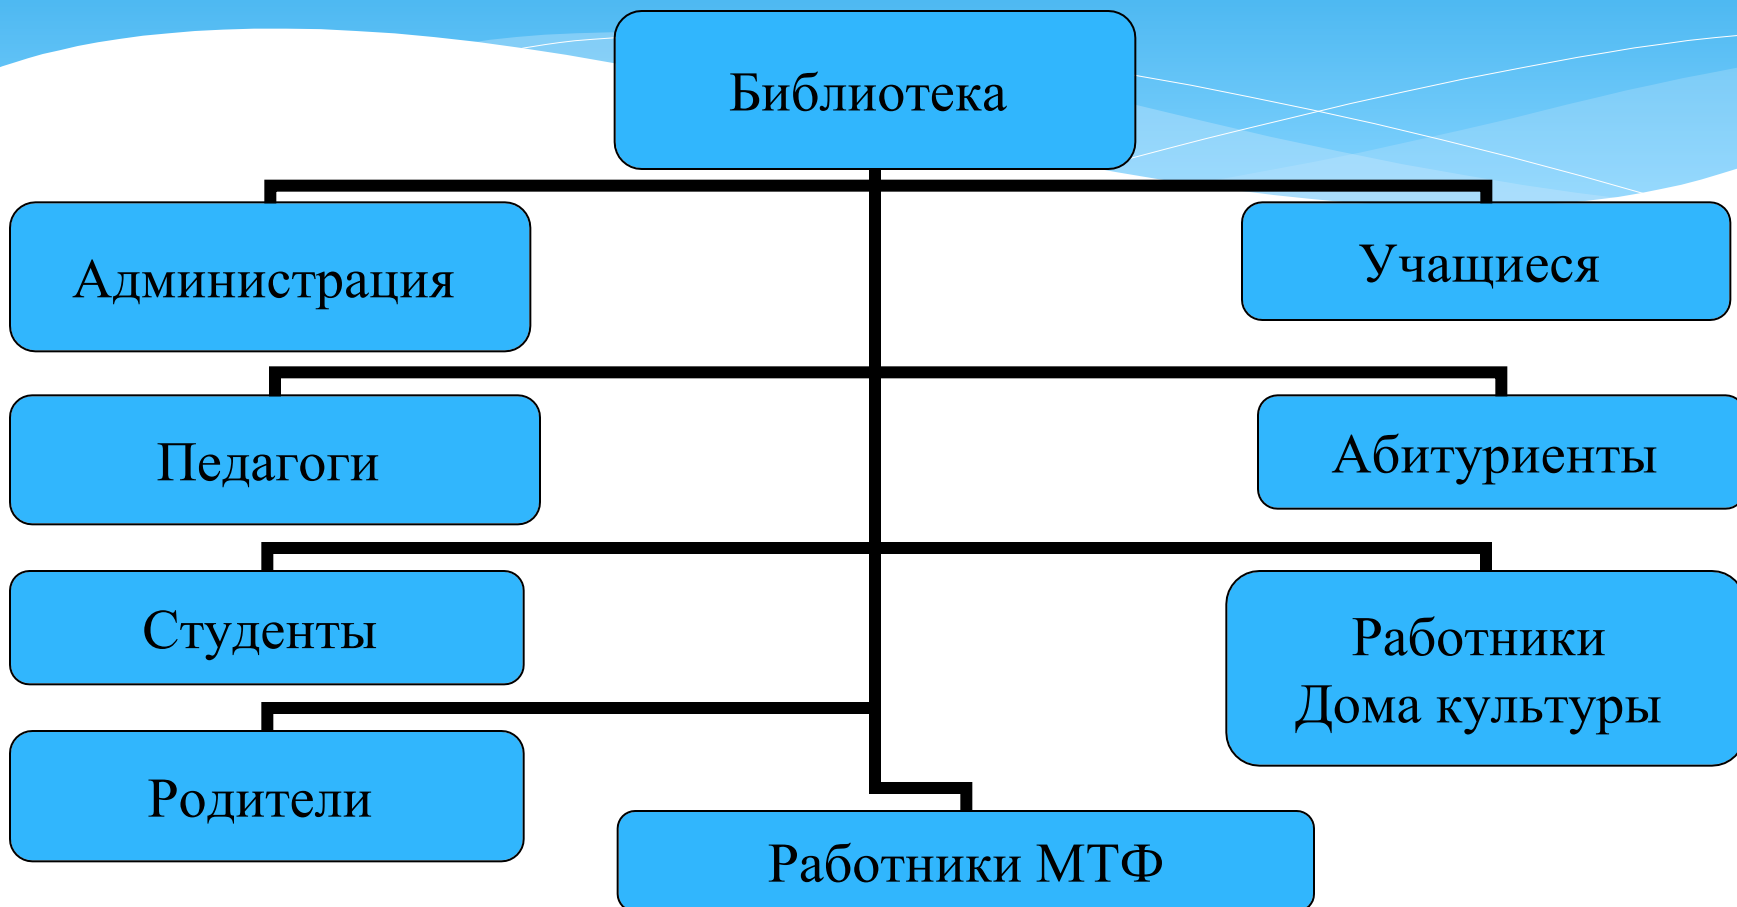 Библиотека
Администрация
Учащиеся
Педагоги
Абитуриенты
Студенты
Работники
Дома культуры
Родители
Работники МТФ